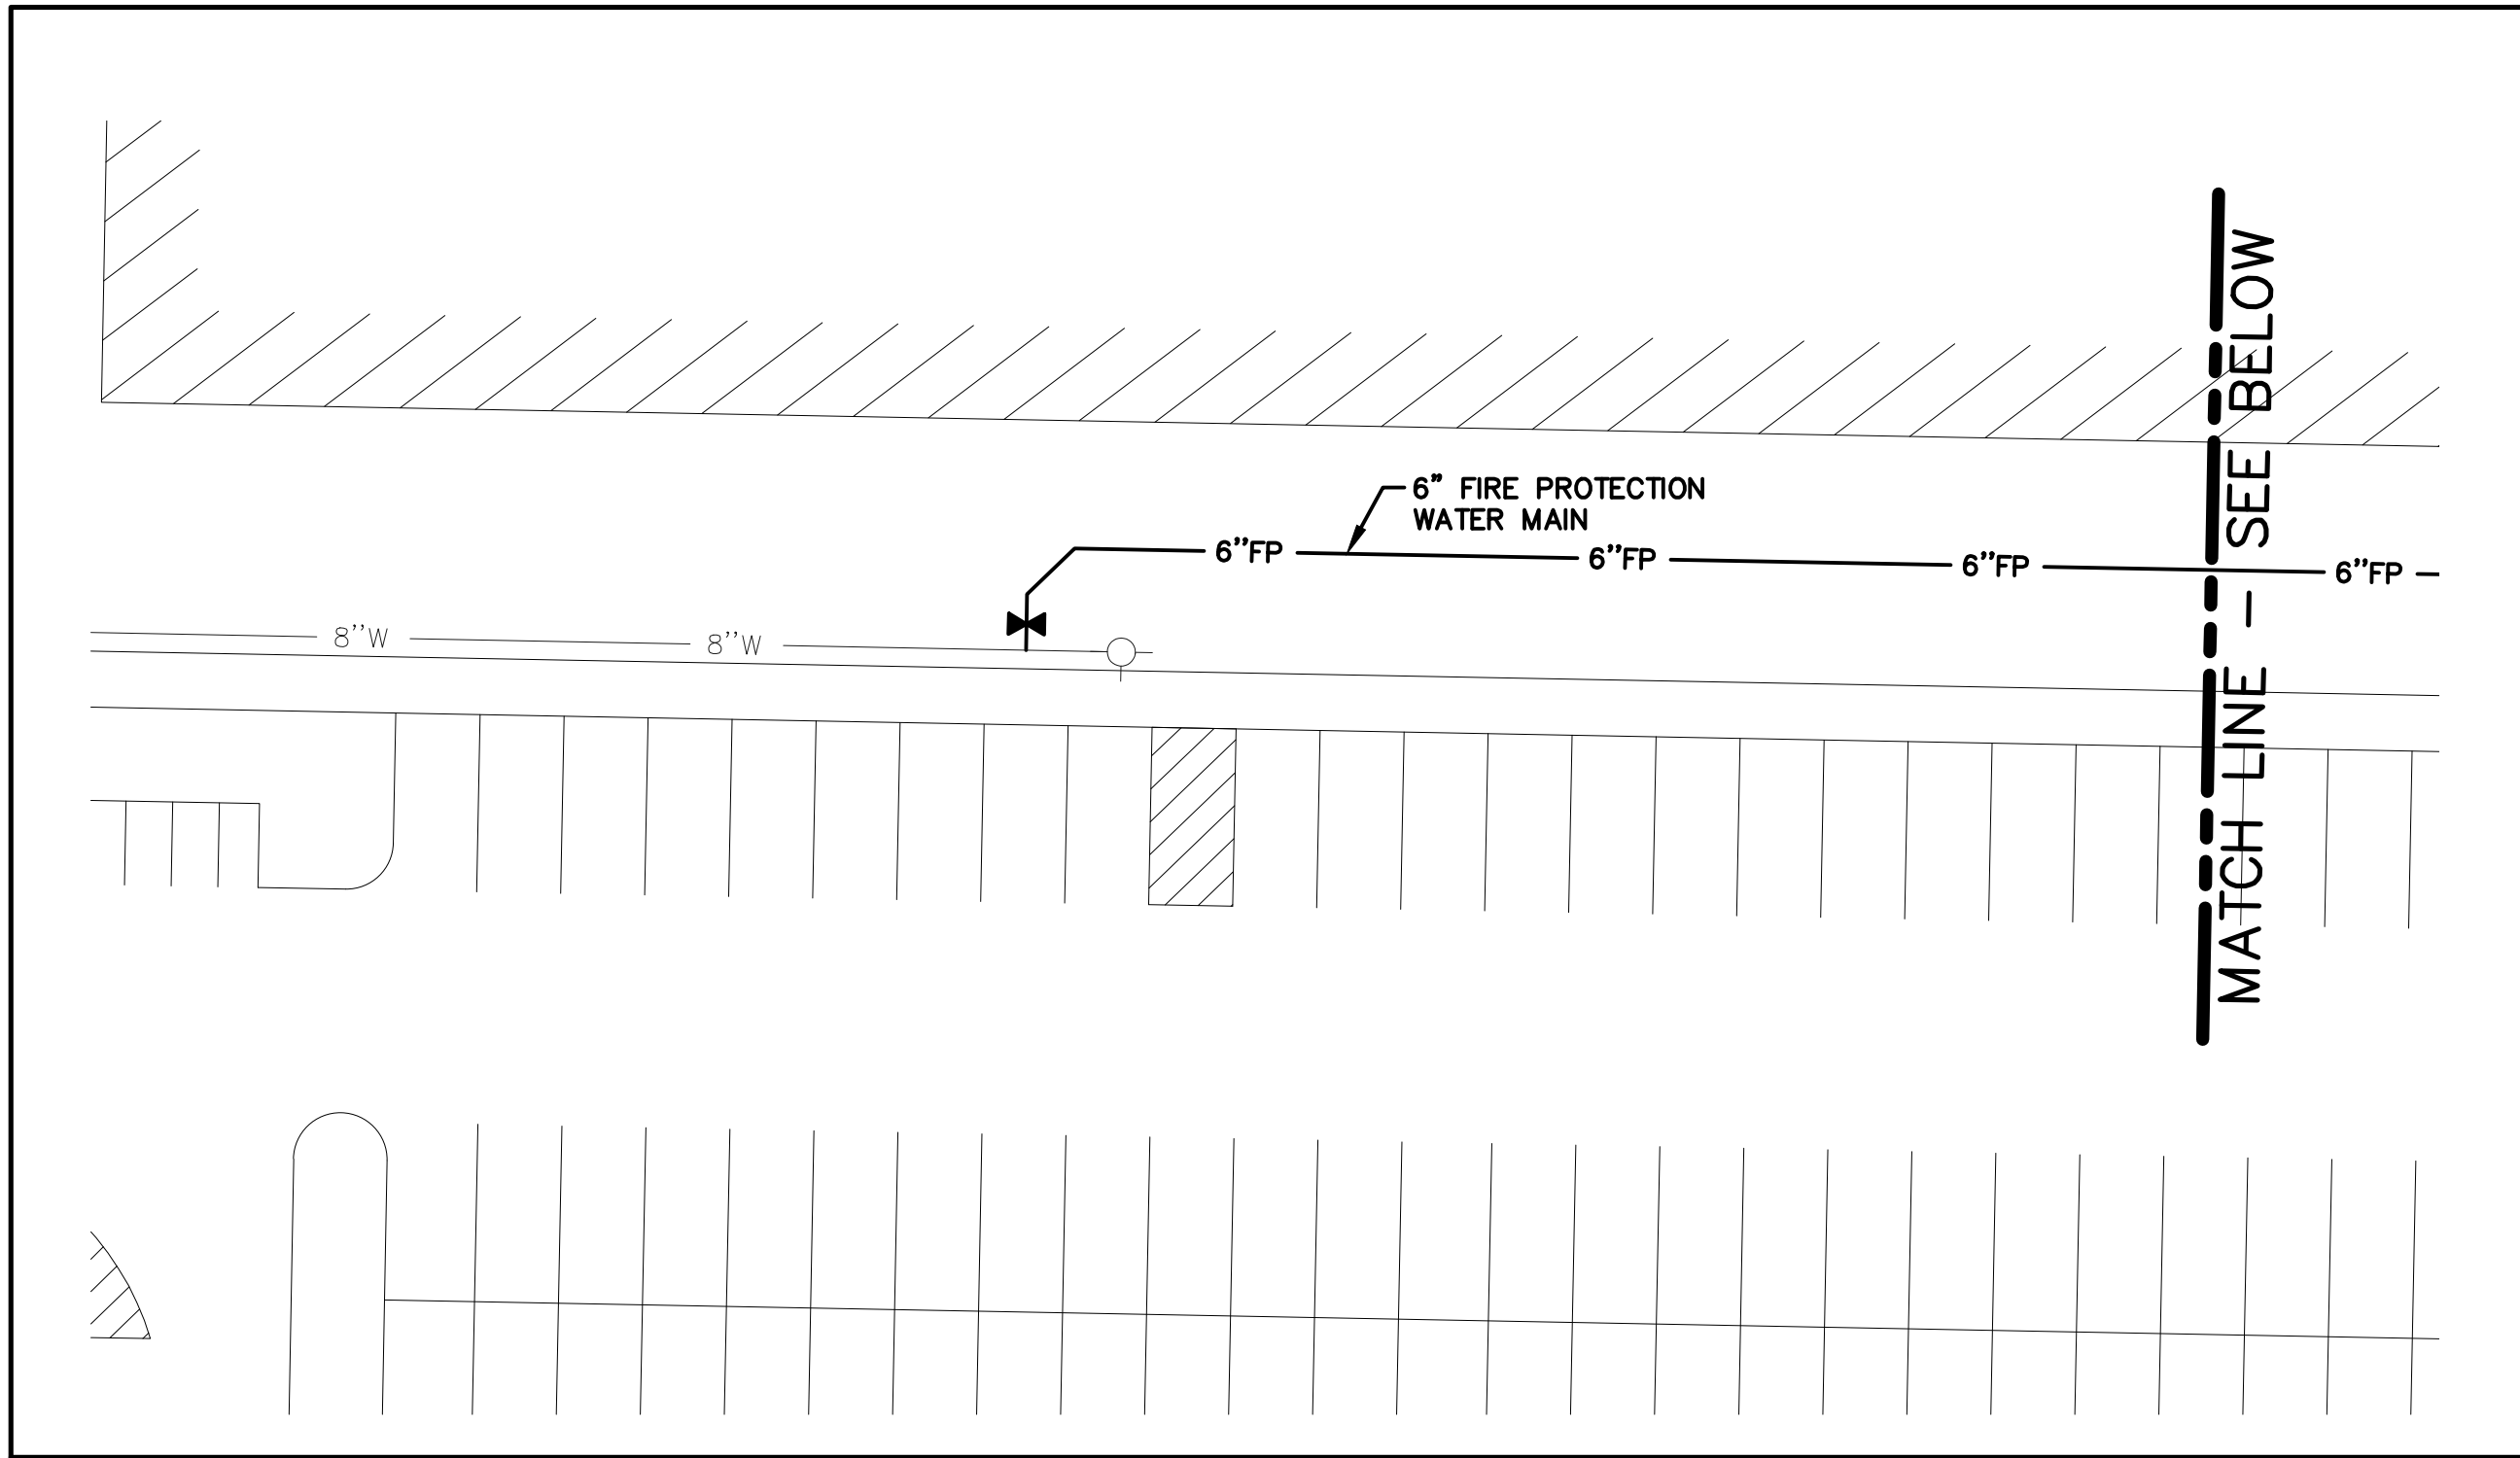 6" FIRE PROTECTION
WATER MAIN
6"FP
6"FP
6"FP
6"FP
8"W
8"W
MATCH LINE – SEE BELOW